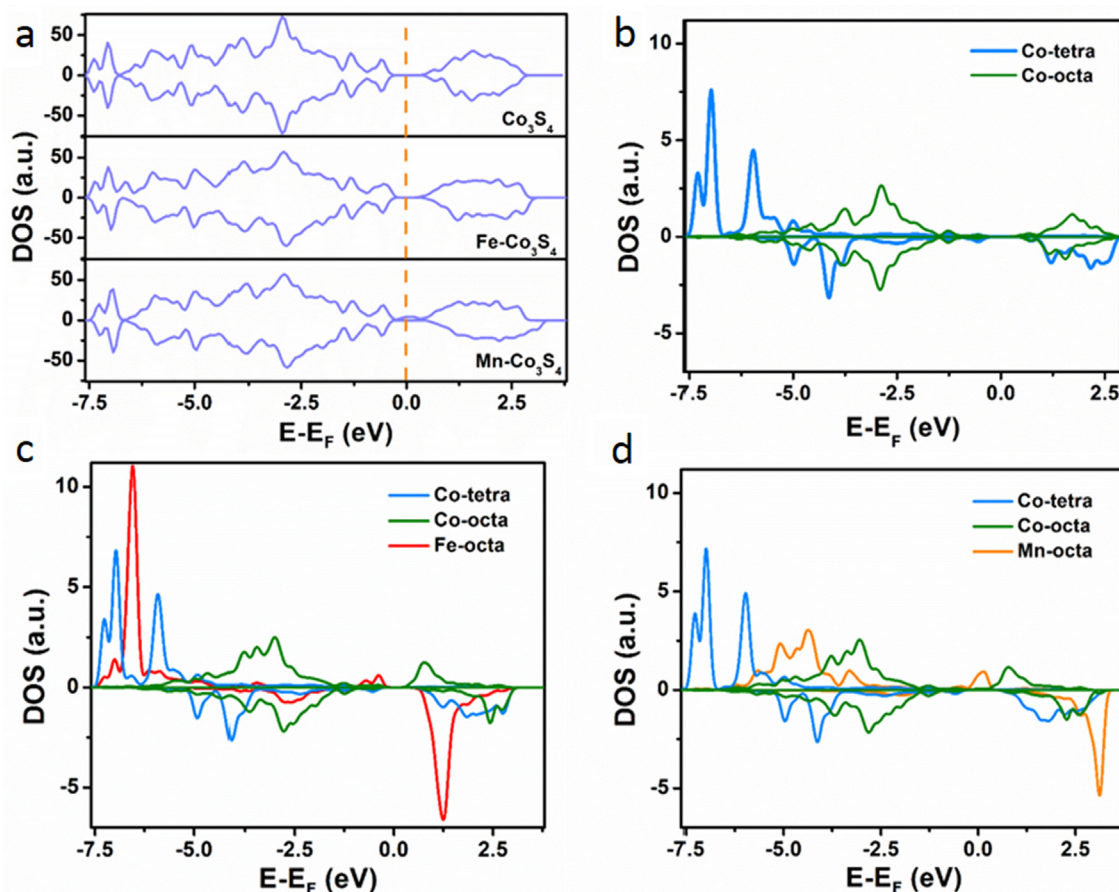 a
DOS (a.u.)
50
0
-50
Co3S4
50
0
-50
Fe-Co3S4
50
0
-50
Mn-Co3S4
-7.5 -5.0 -2.5 0.0 2.5
E-EF (eV)
b
DOS (a.u.)
10
5
0
-5
Co-tetra
Co-octa
-7.5 -5.0 -2.5 0.0 2.5
E-EF (eV)
c
DOS (a.u.)
10
5
0
-5
Co-tetra
Co-octa
Fe-octa
-7.5 -5.0 -2.5 0.0 2.5
E-EF (eV)
d
DOS (a.u.)
10
5
0
-5
Co-tetra
Co-octa
Mn-octa
-7.5 -5.0 -2.5 0.0 2.5
E-EF (eV)